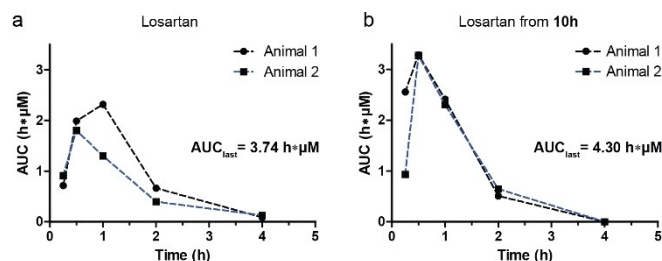 a
Losartan
Animal 1
Animal 2
AUC (h∗μM)
3
2
1
0
AUClast= 3.74 h∗μM
0 1 2 3 4 5
Time (h)
b
Losartan from 10h
Animal 1
Animal 2
AUC (h∗μM)
3
2
1
0
AUClast= 4.30 h∗μM
0 1 2 3 4 5
Time (h)